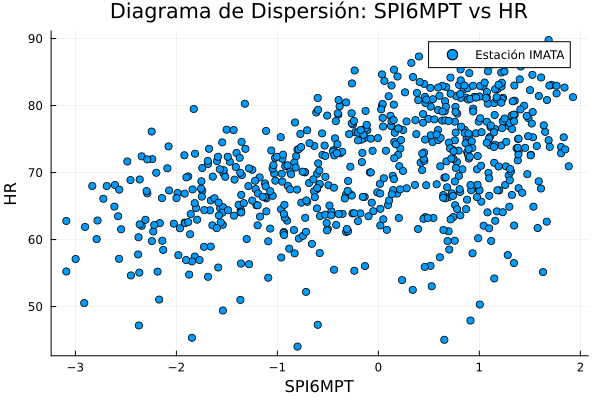 Diagrama de Dispersión: SPI6MPT vs HR
Estación IMATA
HR
90
80
70
60
50
−3
−2
−1
0
1
2
SPI6MPT